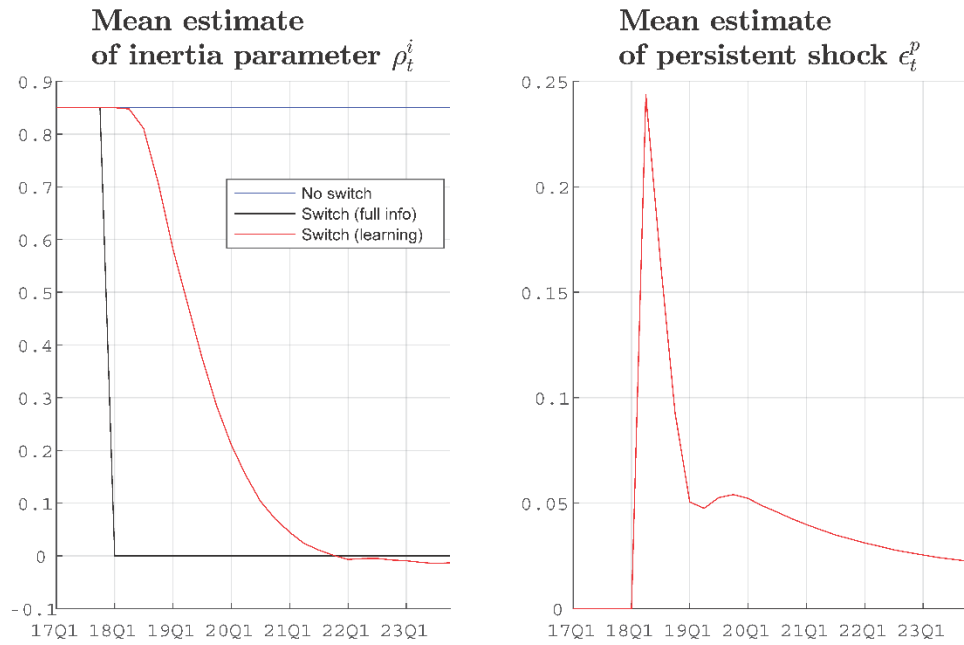 Mean estimate
of inertia parameter ρ_t^i
0.9
0.8
0.7
0.6
0.5
0.4
0.3
0.2
0.1
0
-0.1
17Q1 18Q1 19Q1 20Q1 21Q1 22Q1 23Q1
No switch
Switch (full info)
Switch (learning)
Mean estimate
of persistent shock ϵ_t^p
0.25
0.2
0.15
0.1
0.05
0
17Q1 18Q1 19Q1 20Q1 21Q1 22Q1 23Q1